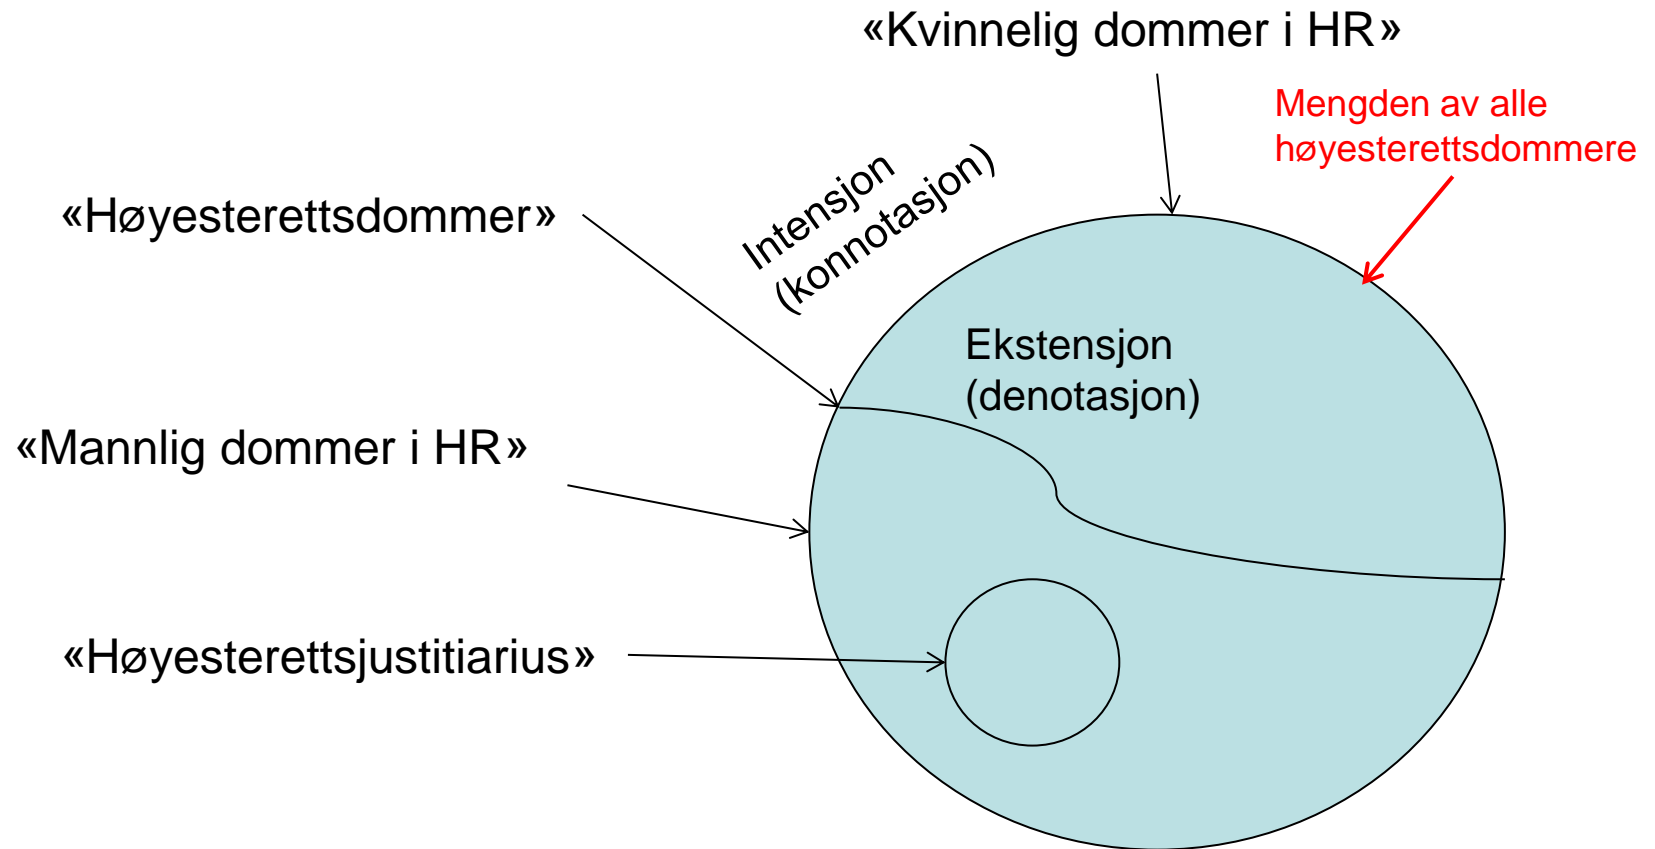 «Kvinnelig dommer i HR»
Mengden av alle
høyesterettsdommere
Intensjon
(konnotasjon)
«Høyesterettsdommer»
Ekstensjon
(denotasjon)
«Mannlig dommer i HR»
«Høyesterettsjustitiarius»